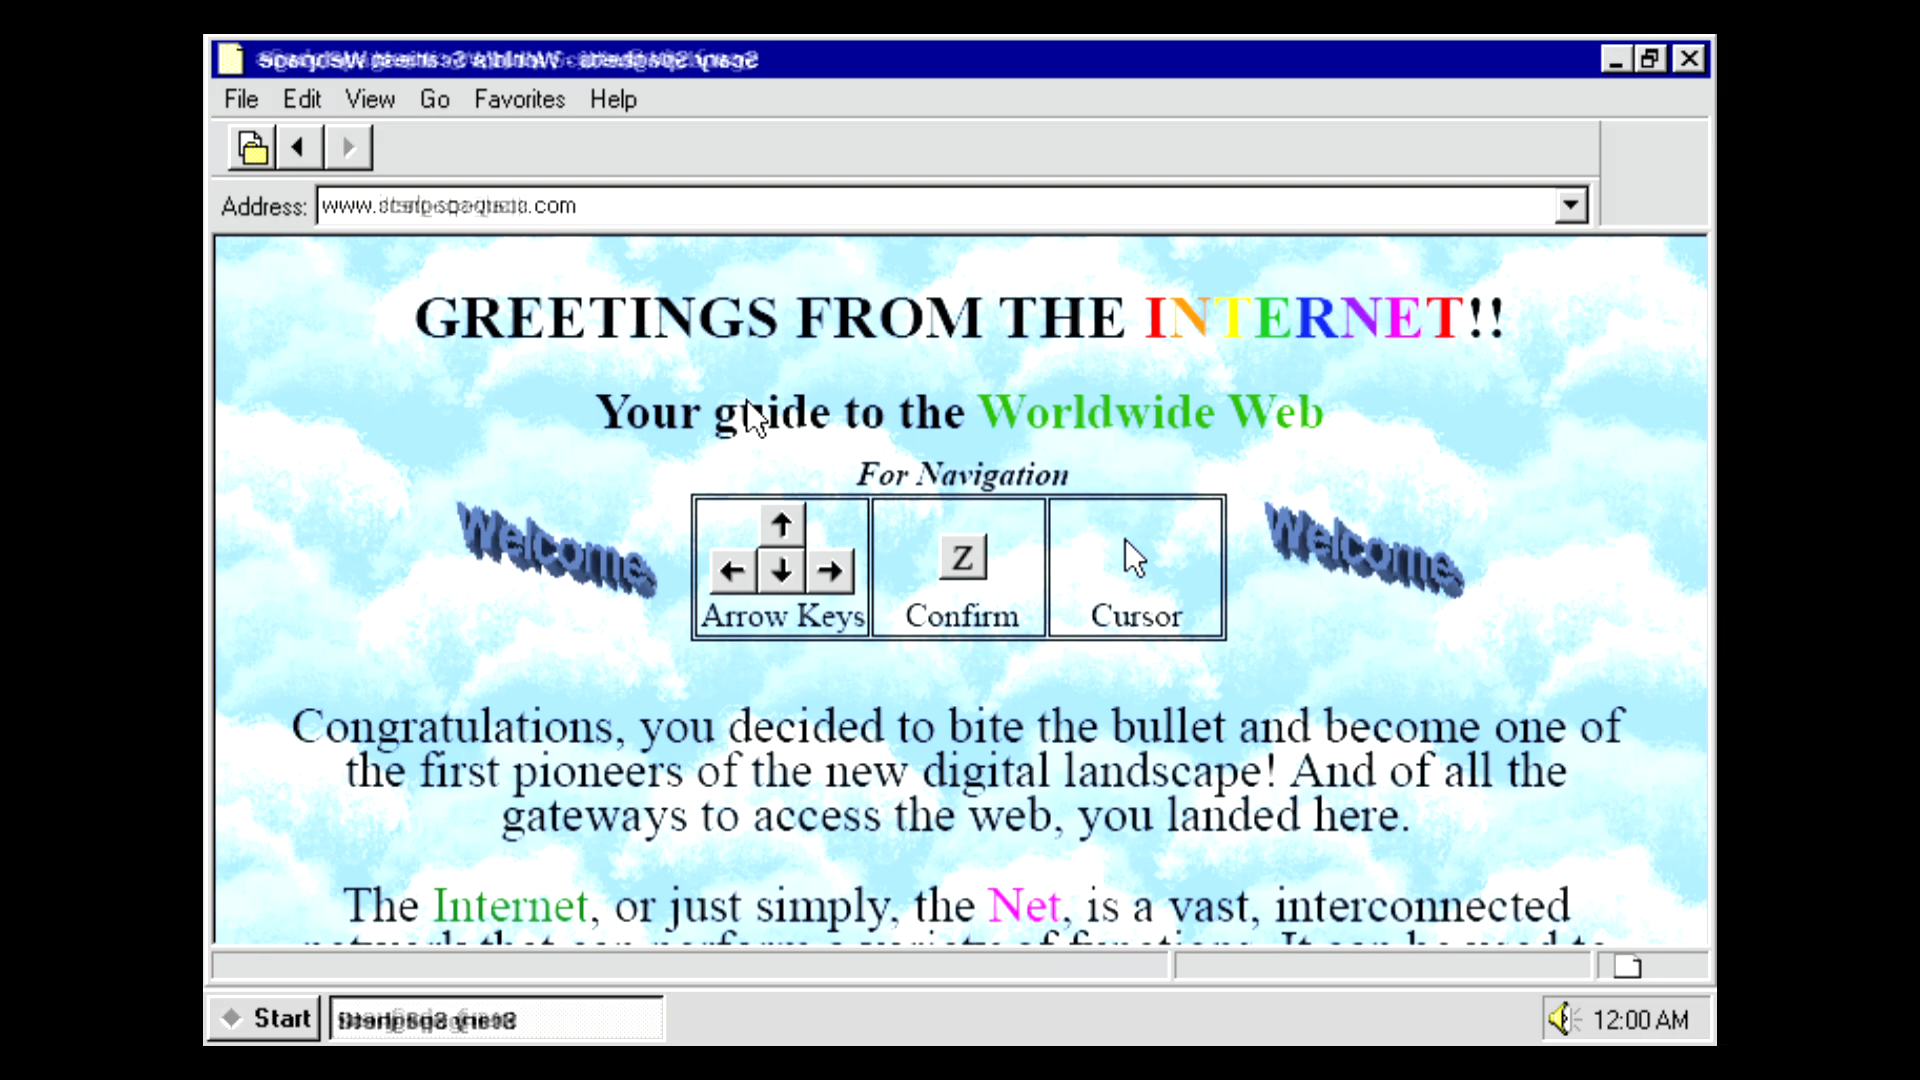 File Edit View Go Favorites Help
Address: www. .com
GREETINGS FROM THE INTERNET!!
Your guide to the Worldwide Web
For Navigation
Welcome
Welcome
Z
Arrow Keys Confirm Cursor
Congratulations, you decided to bite the bullet and become one of
the first pioneers of the new digital landscape! And of all the
gateways to access the web, you landed here.
The Internet, or just simply, the Net, is a vast, interconnected
Start
12:00 AM